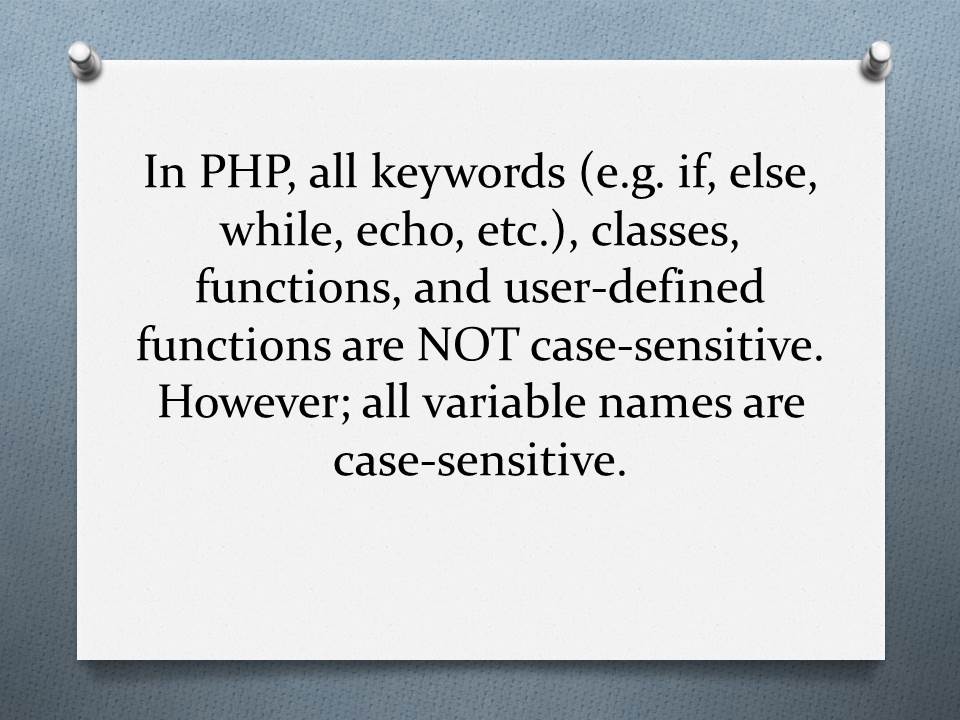 In PHP, all keywords (e.g. if, else,
while, echo, etc.), classes,
functions, and user-defined
functions are NOT case-sensitive.
However; all variable names are
case-sensitive.